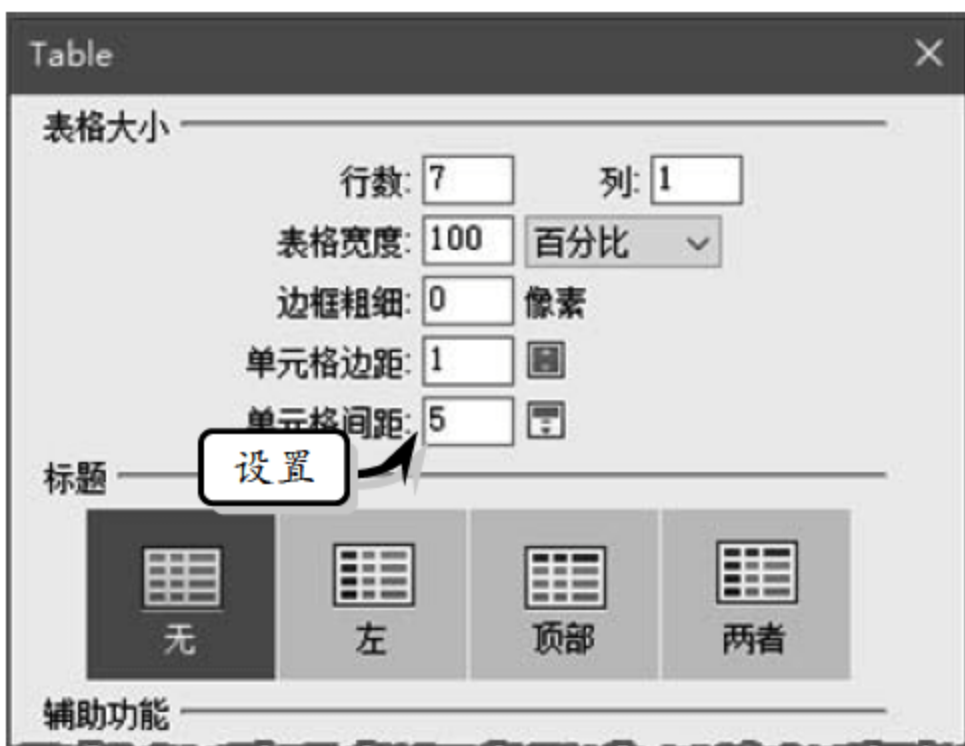 Table
表格大小
行数: 7 列: 1
表格宽度: 100 百分比
边框粗细: 0 像素
单元格边距: 1
单元格间距: 5
设置
标题
无 左 顶部 两者
辅助功能